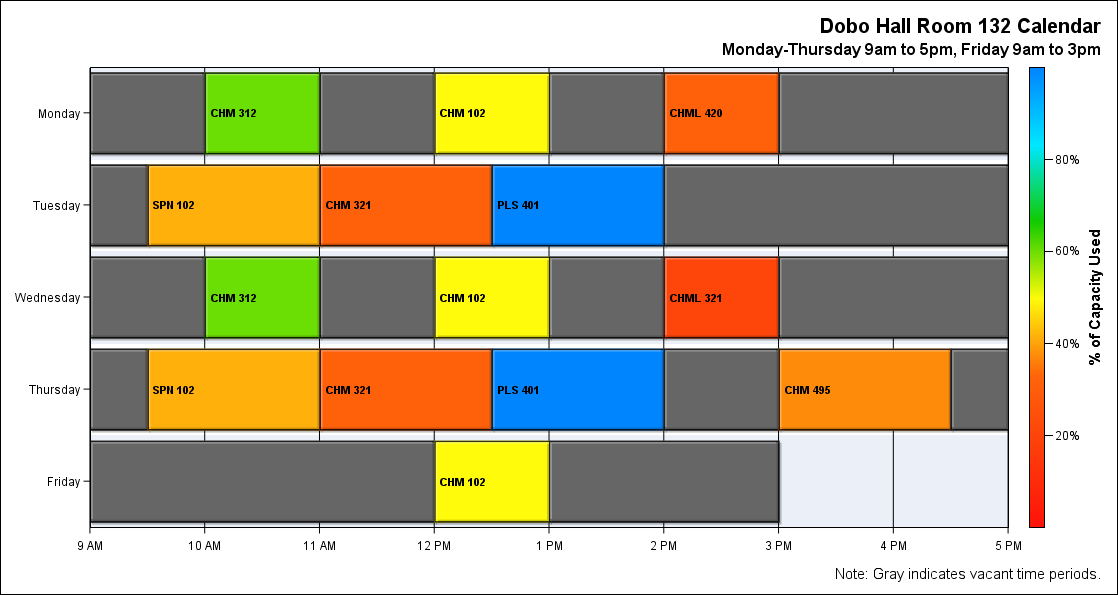 Dobo Hall Room 132 Calendar
Monday-Thursday 9am to 5pm, Friday 9am to 3pm
Monday
CHM 312
CHM 102
CHML 420
Tuesday
SPN 102
CHM 321
PLS 401
Wednesday
CHM 312
CHM 102
CHML 321
Thursday
SPN 102
CHM 321
PLS 401
CHM 495
Friday
CHM 102
9 AM
10 AM
11 AM
12 PM
1 PM
2 PM
3 PM
4 PM
5 PM
80%
60%
40%
20%
% of Capacity Used
Note: Gray indicates vacant time periods.